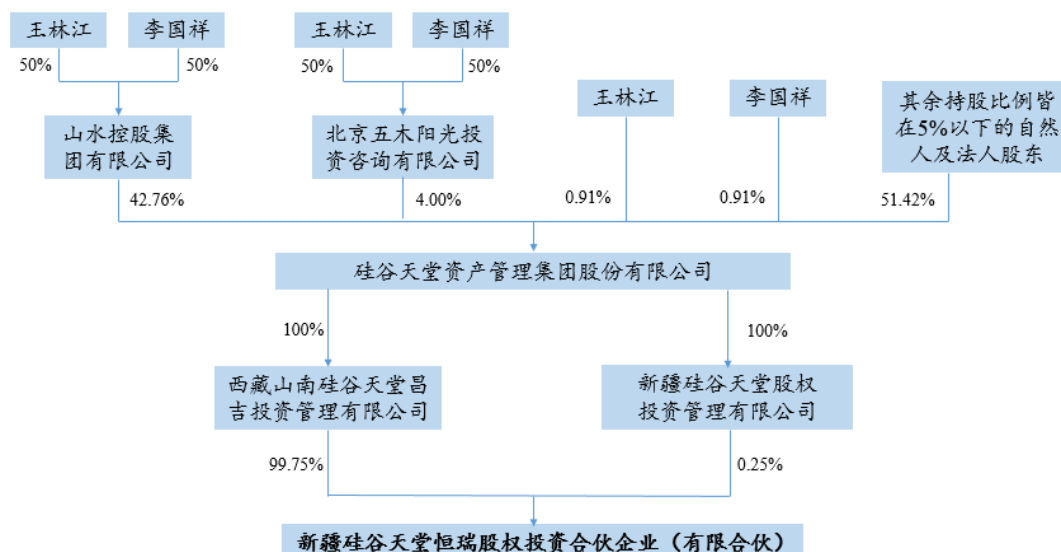 王林江
李国祥
王林江
李国祥
50%
50%
50%
50%
王林江
李国祥
其余持股比例皆
在5%以下的自然
人及法人股东
山水控股集
团有限公司
北京五木阳光投
资咨询有限公司
42.76%
4.00%
0.91%
0.91%
51.42%
硅谷天堂资产管理集团股份有限公司
100%
100%
西藏山南硅谷天堂昌
吉投资管理有限公司
新疆硅谷天堂股权
投资管理有限公司
99.75%
0.25%
新疆硅谷天堂恒瑞股权投资合伙企业（有限合伙）